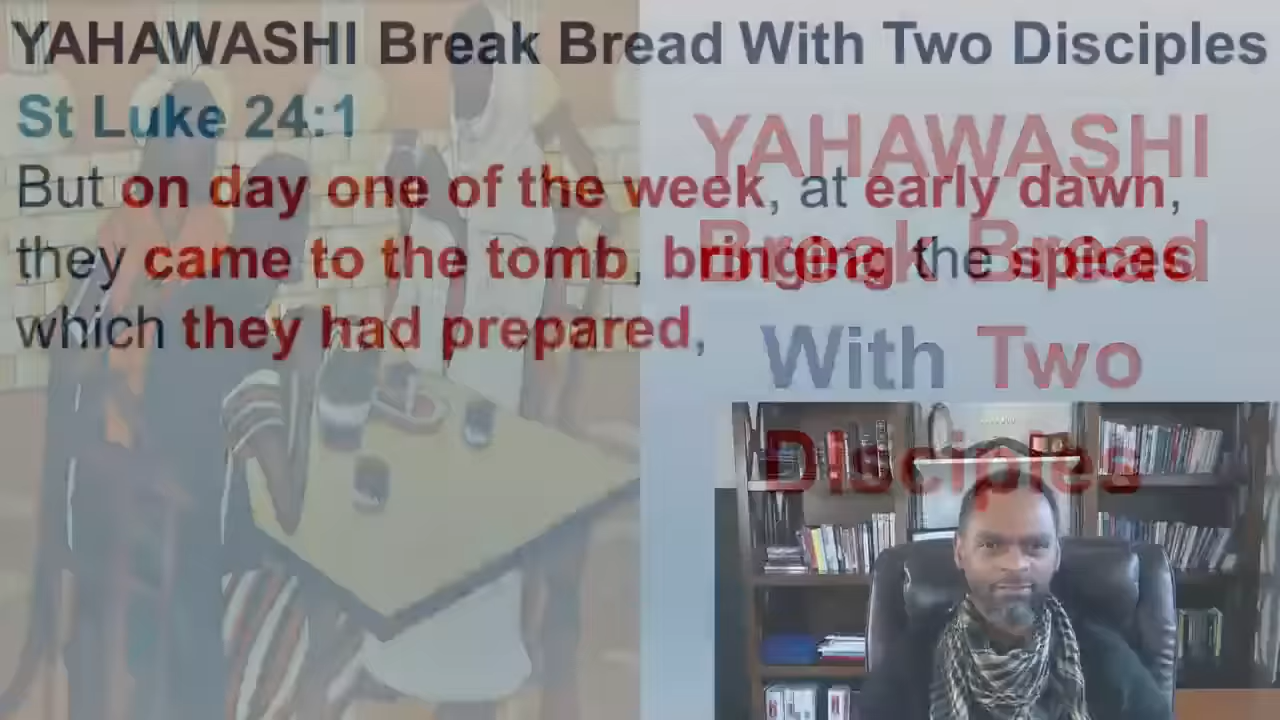 YAHAWASHI Break Bread With Two Disciples
St Luke 24:1
But on day one of the week, at early dawn,
they came to the tomb, bringing the spices
which they had prepared,
YAHAWASHI
Break Bread
With Two
Disciples